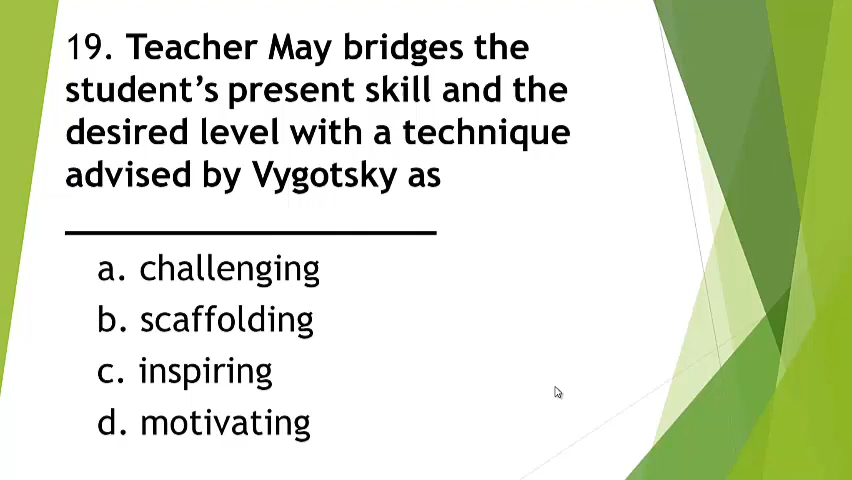 19. Teacher May bridges the
student’s present skill and the
desired level with a technique
advised by Vygotsky as
____________________
a. challenging
b. scaffolding
c. inspiring
d. motivating